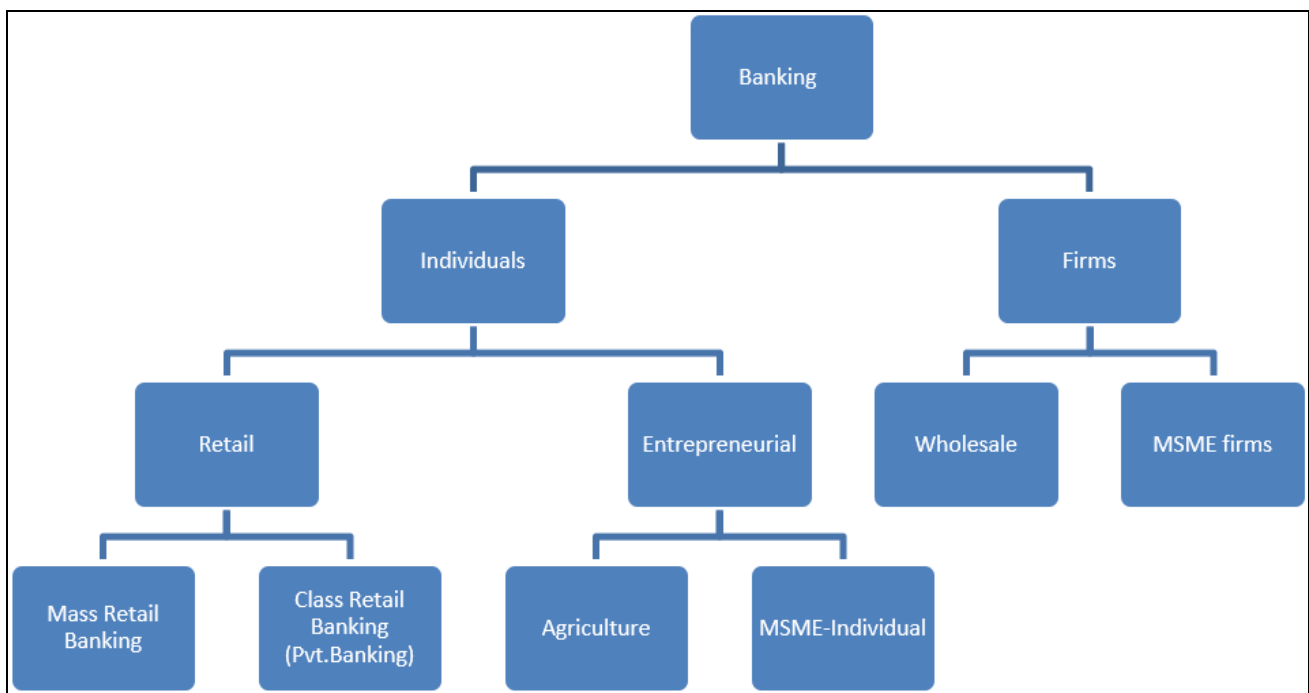 Banking
Individuals
Firms
Retail
Entrepreneurial
Wholesale
MSME firms
Mass Retail
Banking
Class Retail
Banking
(Pvt.Banking)
Agriculture
MSME-Individual